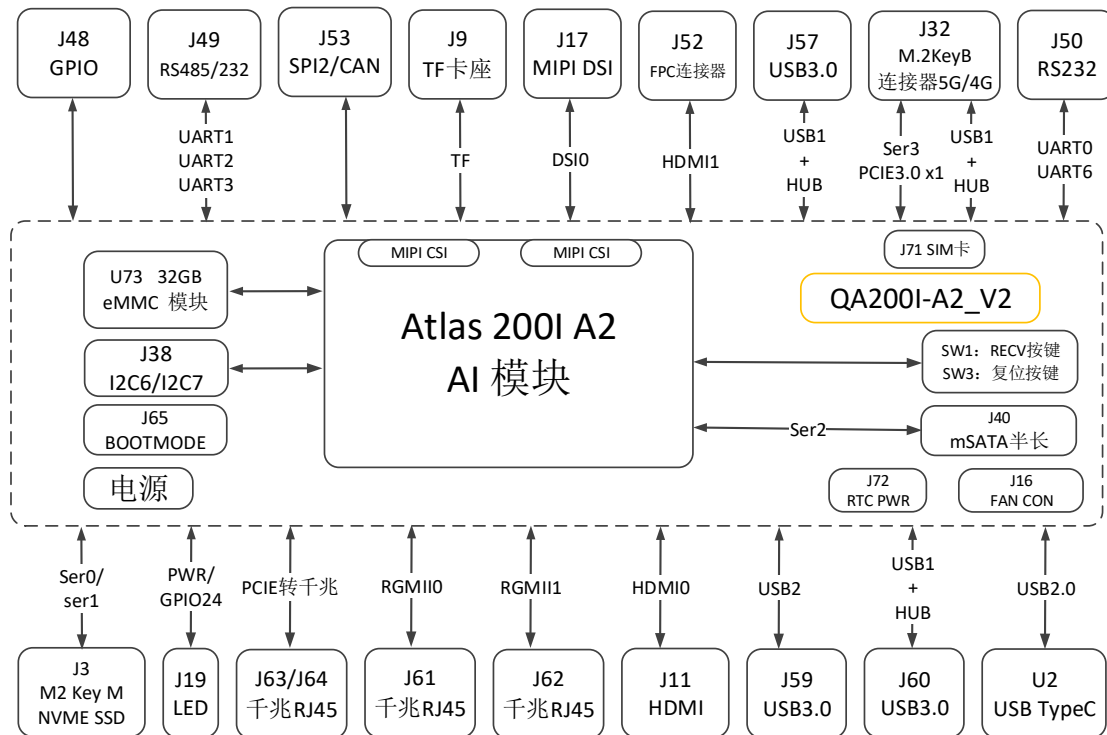 J48
GPIO
J49
RS485/232
J53
SPI2/CAN
J9
TF卡座
J17
MIPI DSI
J52
FPC连接器
J57
USB3.0
J32
M.2KeyB
连接器5G/4G
J50
RS232
UART1
UART2
UART3
TF
DSI0
HDMI1
USB1
+
HUB
Ser3
PCIE3.0 x1
USB1
+
HUB
UART0
UART6
MIPI CSI
MIPI CSI
J71 SIM卡
U73 32GB
eMMC 模块
QA200I-A2_V2
Atlas 200I A2
AI 模块
J38
I2C6/I2C7
SW1：RECV按键
SW3：复位按键
J65
BOOTMODE
Ser2
J40
mSATA半长
电源
J72
RTC PWR
J16
FAN CON
Ser0/
ser1
PWR/
GPIO24
PCIE转千兆
RGMII0
RGMII1
HDMI0
USB2
USB1
+
HUB
USB2.0
J3
M2 Key M
NVME SSD
J19
LED
J63/J64
千兆RJ45
J61
千兆RJ45
J62
千兆RJ45
J11
HDMI
J59
USB3.0
J60
USB3.0
U2
USB TypeC